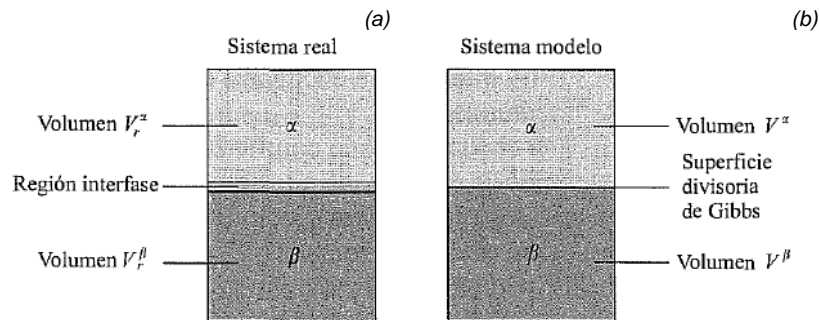 (a)
Sistema real
Volumen V_r^α
α
Región interfase
Volumen V_r^β
β
(b)
Sistema modelo
α
Volumen V^α
Superficie
divisoria
de Gibbs
β
Volumen V^β